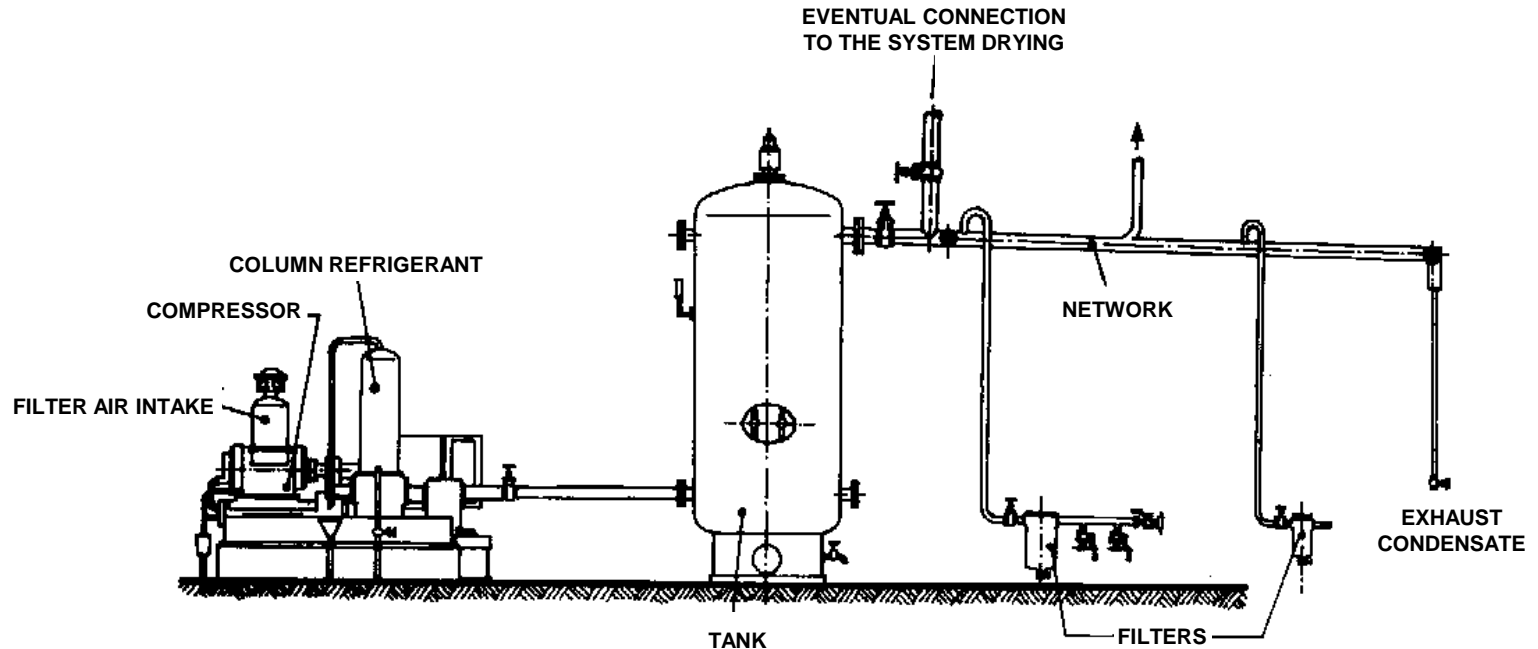 EVENTUAL CONNECTION
TO THE SYSTEM DRYING
COLUMN REFRIGERANT
COMPRESSOR
FILTER AIR INTAKE
NETWORK
EXHAUST
CONDENSATE
TANK
FILTERS